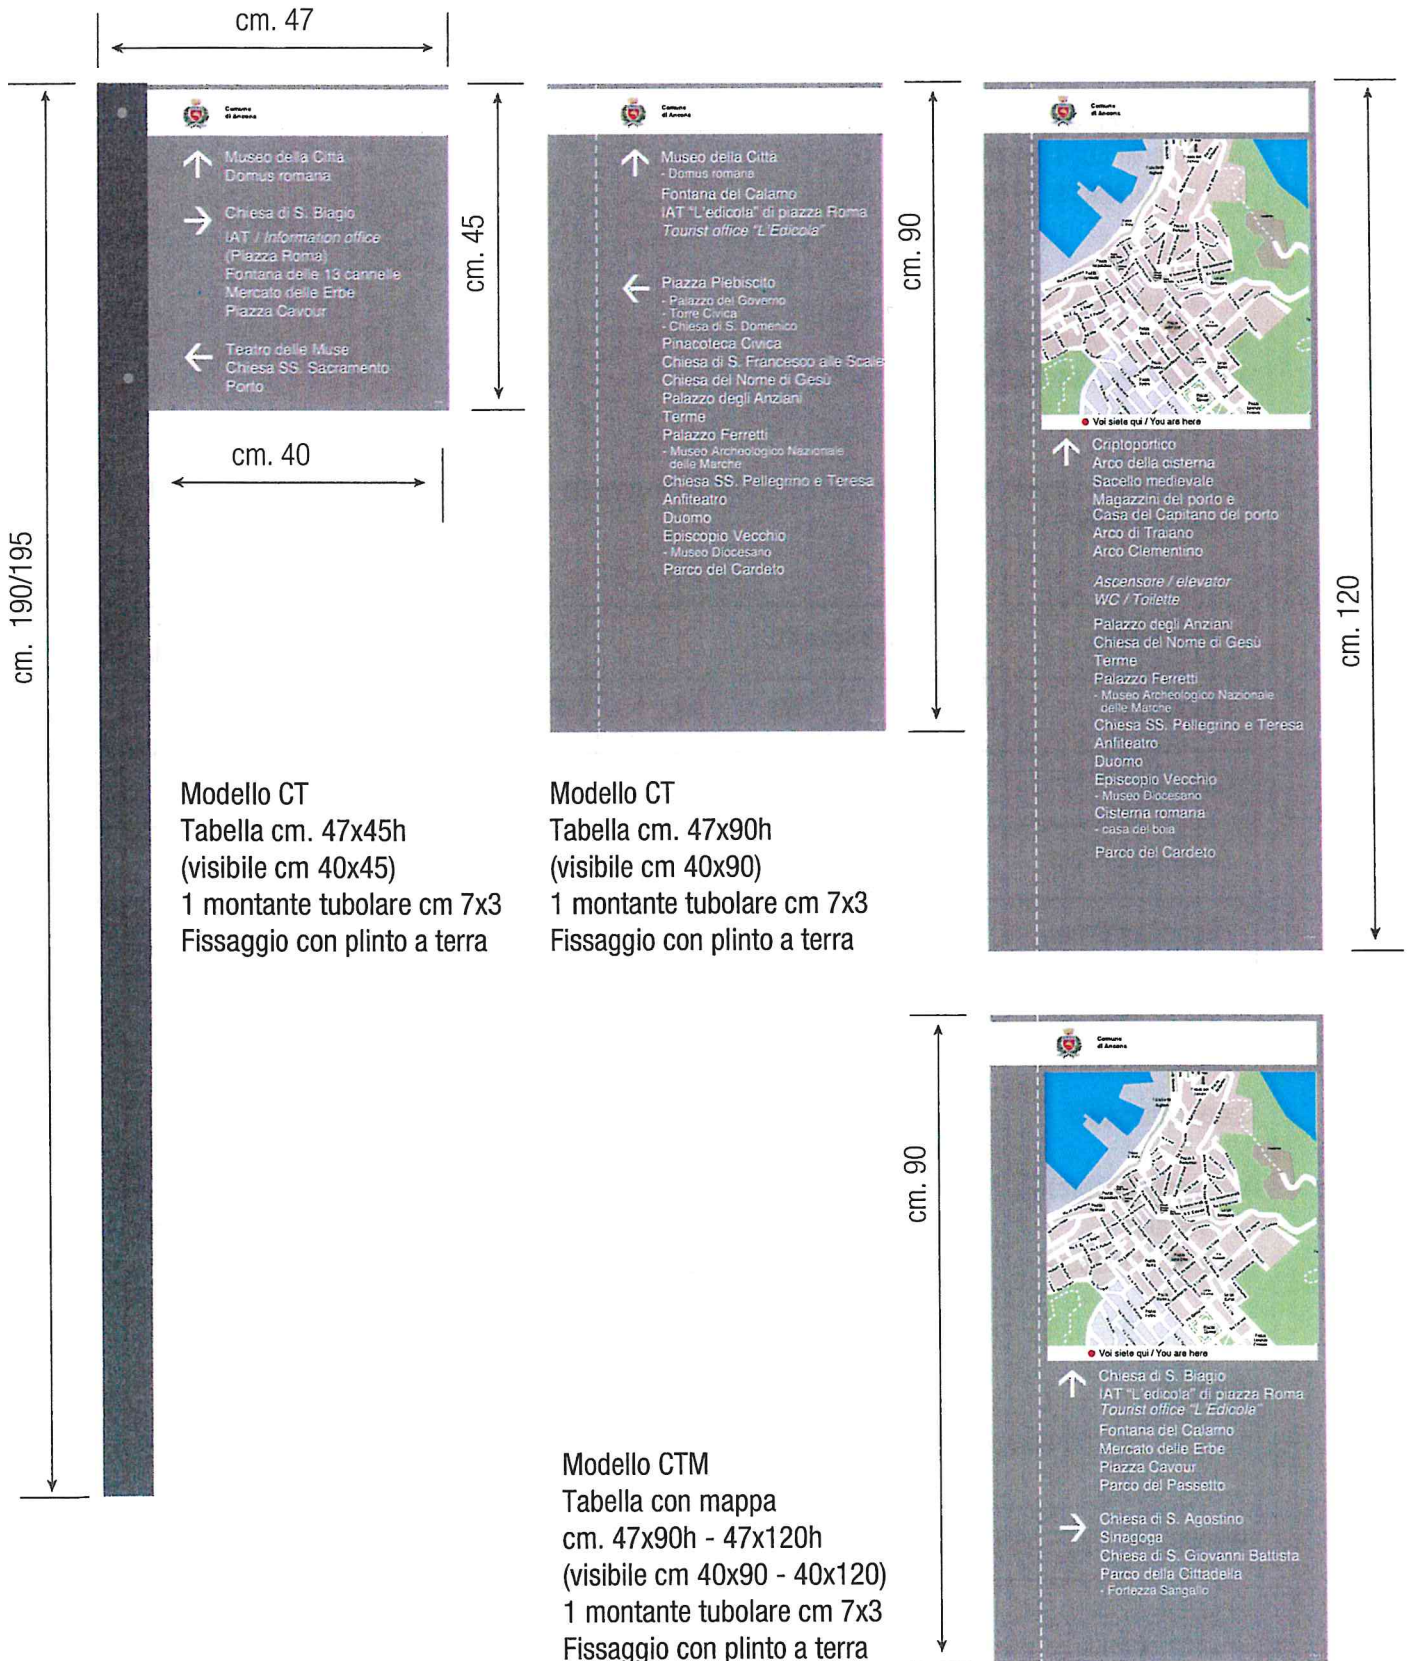 cm. 47
cm. 190/195
Comune
di Ancona
Museo della Città
Domus romana
Chiesa di S. Biagio
IAT / Information office
(Piazza Roma)
Fontana delle 13 cannelle
Mercato delle Erbe
Piazza Cavour
Teatro delle Muse
Chiesa SS. Sacramento
Porto
cm. 45
cm. 40
Modello CT
Tabella cm. 47x45h
(visibile cm 40x45)
1 montante tubolare cm 7x3
Fissaggio con plinto a terra
Comune
di Ancona
Museo della Città
- Domus romana
Fontana del Calamo
IAT "L'edicola" di piazza Roma
Tourist office "L'Edicola"
Piazza Plebiscito
- Palazzo del Governo
- Torre Civica
- Chiesa di S. Domenico
Pinacoteca Civica
Chiesa di S. Francesco alle Scale
Chiesa del Nome di Gesù
Palazzo degli Anziani
Terme
Palazzo Ferretti
- Museo Archeologico Nazionale
delle Marche
Chiesa SS. Pellegrino e Teresa
Anfiteatro
Duomo
Episcopio Vecchio
- Museo Diocesano
Parco del Cardeto
cm. 90
Modello CT
Tabella cm. 47x90h
(visibile cm 40x90)
1 montante tubolare cm 7x3
Fissaggio con plinto a terra
Comune
di Ancona
Voi siete qui / You are here
Criptoportico
Arco della cisterna
Sacello medievale
Magazzini del porto e
Casa del Capitano del porto
Arco di Traiano
Arco Clementino
Ascensore / elevator
WC / Toilette
Palazzo degli Anziani
Chiesa del Nome di Gesù
Terme
Palazzo Ferretti
- Museo Archeologico Nazionale
delle Marche
Chiesa SS. Pellegrino e Teresa
Anfiteatro
Duomo
Episcopio Vecchio
- Museo Diocesano
Cisterna romana
- casa del boia
Parco del Cardeto
cm. 120
Modello CTM
Tabella con mappa
cm. 47x90h - 47x120h
(visibile cm 40x90 - 40x120)
1 montante tubolare cm 7x3
Fissaggio con plinto a terra
cm. 90
Comune
di Ancona
Voi siete qui / You are here
Chiesa di S. Biagio
IAT "L'edicola" di piazza Roma
Tourist office "L'Edicola"
Fontana del Calamo
Mercato delle Erbe
Piazza Cavour
Parco del Passetto
Chiesa di S. Agostino
Sinagoga
Chiesa di S. Giovanni Battista
Parco della Cittadella
- Fortezza Sangallo